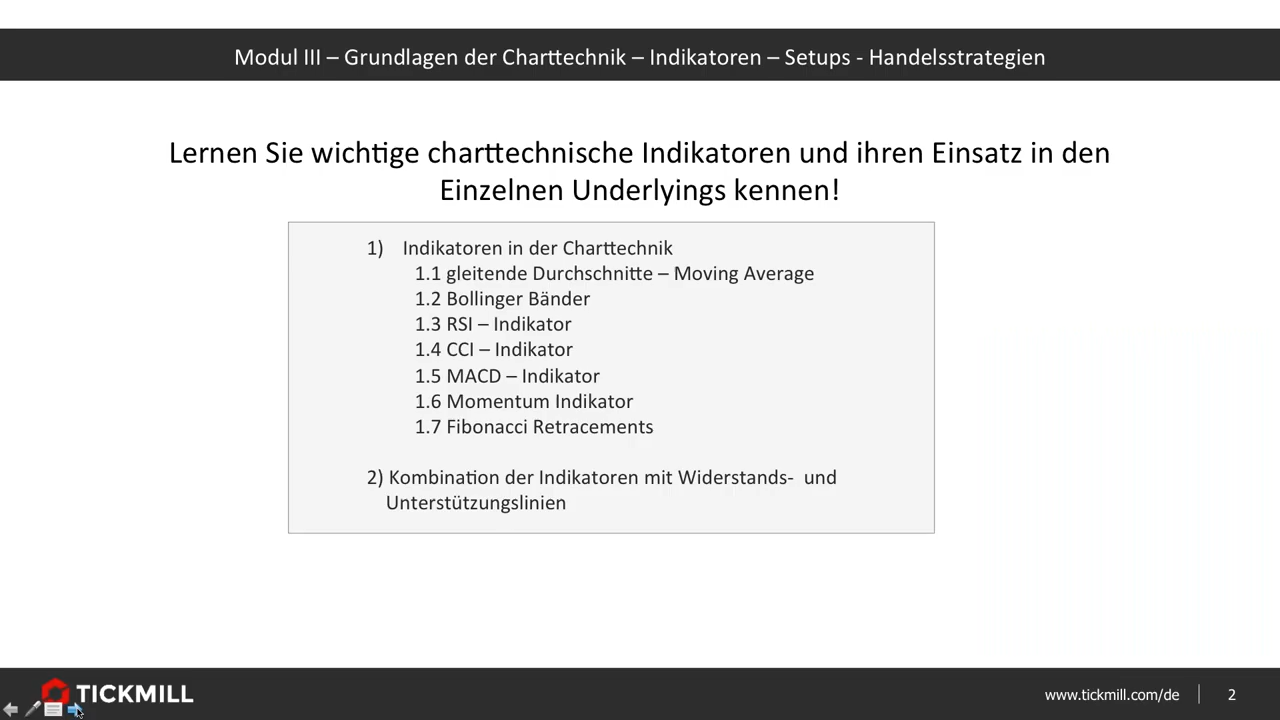 Modul III – Grundlagen der Charttechnik – Indikatoren – Setups - Handelsstrategien
Lernen Sie wichtige charttechnische Indikatoren und ihren Einsatz in den
Einzelnen Underlyings kennen!
1) Indikatoren in der Charttechnik
1.1 gleitende Durchschnitte – Moving Average
1.2 Bollinger Bänder
1.3 RSI – Indikator
1.4 CCI – Indikator
1.5 MACD – Indikator
1.6 Momentum Indikator
1.7 Fibonacci Retracements
2) Kombination der Indikatoren mit Widerstands- und
Unterstützungslinien
TICKMILL
www.tickmill.com/de
2